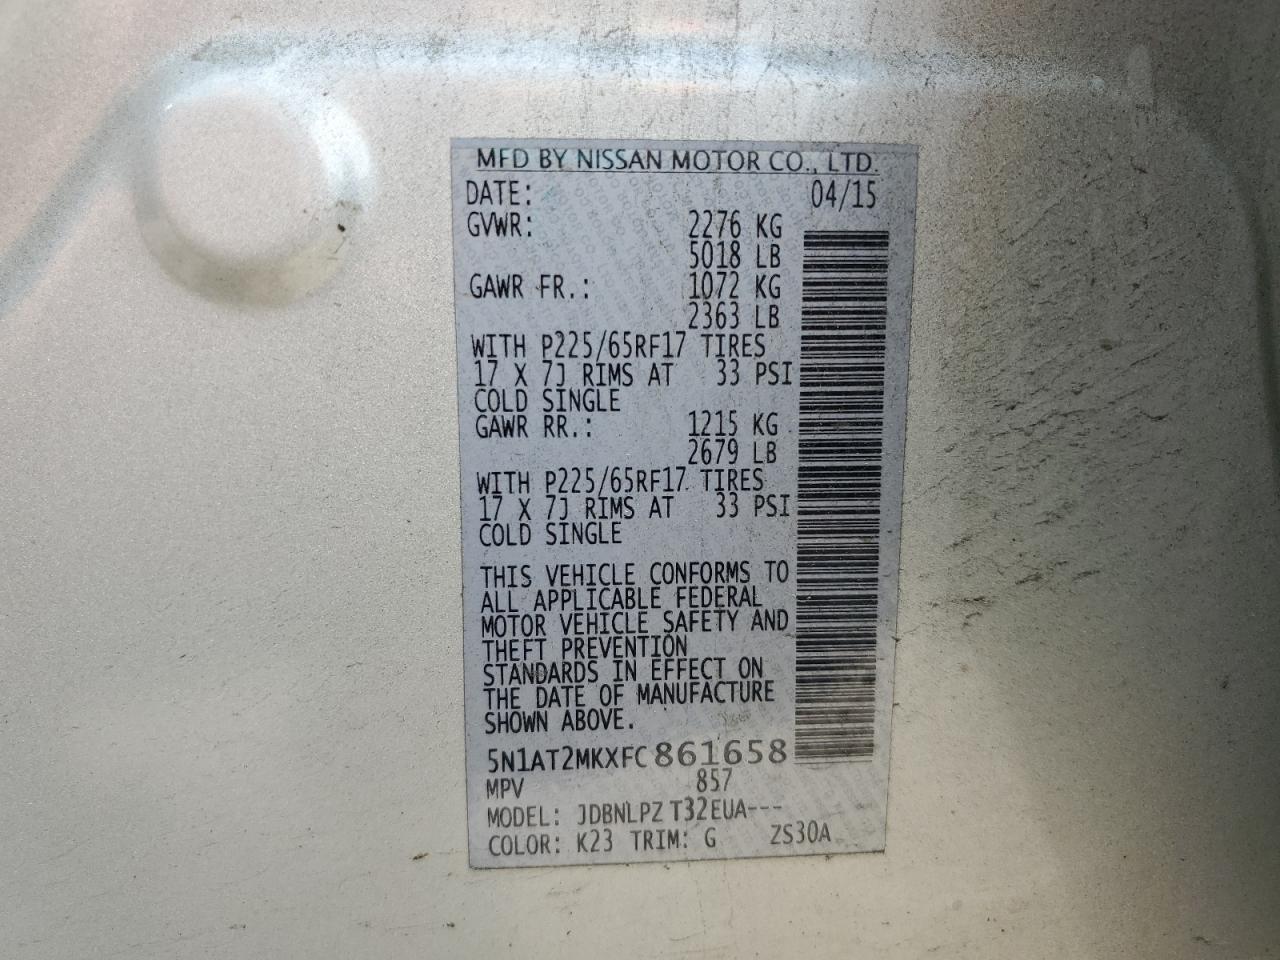 MFD BY NISSAN MOTOR CO., LTD.
DATE: 04/15
GVWR: 2276 KG
5018 LB
GAWR FR.: 1072 KG
2363 LB
WITH P225/65RF17 TIRES
17 X 7J RIMS AT 33 PSI
COLD SINGLE
GAWR RR.: 1215 KG
2679 LB
WITH P225/65RF17 TIRES
17 X 7J RIMS AT 33 PSI
COLD SINGLE
THIS VEHICLE CONFORMS TO
ALL APPLICABLE FEDERAL
MOTOR VEHICLE SAFETY AND
THEFT PREVENTION
STANDARDS IN EFFECT ON
THE DATE OF MANUFACTURE
SHOWN ABOVE.
5N1AT2MKXFC861658
MPV 857
MODEL: JDBNLPZ T32EUA---
COLOR: K23 TRIM: G ZS30A